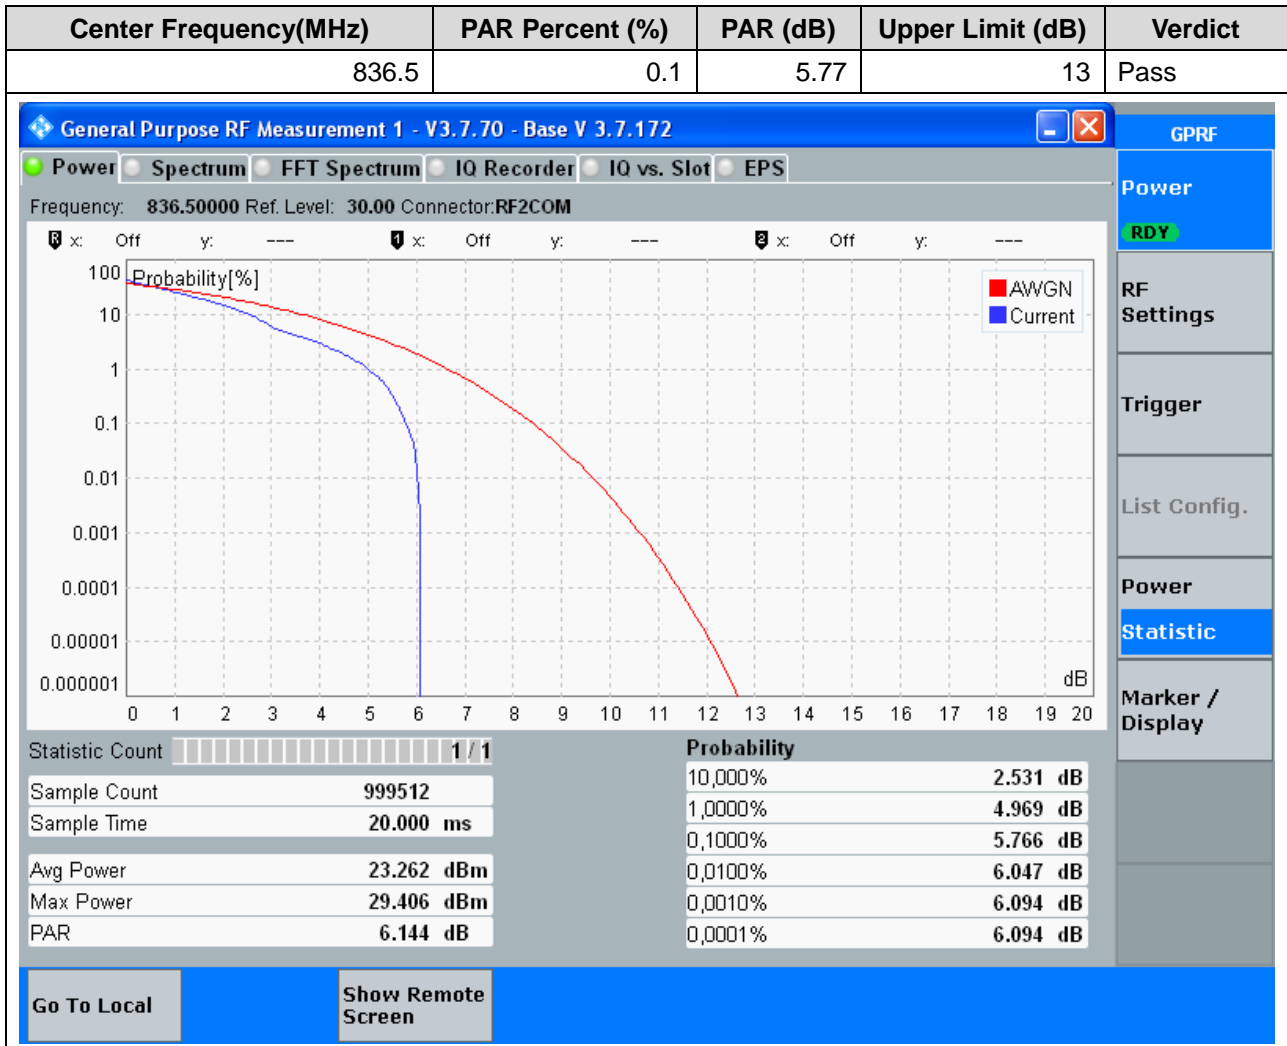 Center Frequency(MHz) PAR Percent (%) PAR (dB) Upper Limit (dB) Verdict
836.5 0.1 5.77 13 Pass
General Purpose RF Measurement 1 - V3.7.70 - Base V 3.7.172
GPRF
Power Spectrum FFT Spectrum IQ Recorder IQ vs. Slot EPS
Power
RDY
Frequency: 836.50000 Ref. Level: 30.00 Connector:RF2COM
R x: Off y: --- 1 x: Off y: --- 2 x: Off y: ---
Probability[%]
AWGN
Current
100
10
1
0.1
0.01
0.001
0.0001
0.00001
0.000001
dB
0 1 2 3 4 5 6 7 8 9 10 11 12 13 14 15 16 17 18 19 20
RF
Settings
Trigger
List Config.
Power
Statistic
Marker /
Display
Statistic Count 1 / 1
Sample Count 999512
Sample Time 20.000 ms
Avg Power 23.262 dBm
Max Power 29.406 dBm
PAR 6.144 dB
Probability
10,000% 2.531 dB
1,0000% 4.969 dB
0,1000% 5.766 dB
0,0100% 6.047 dB
0,0010% 6.094 dB
0,0001% 6.094 dB
Go To Local
Show Remote
Screen